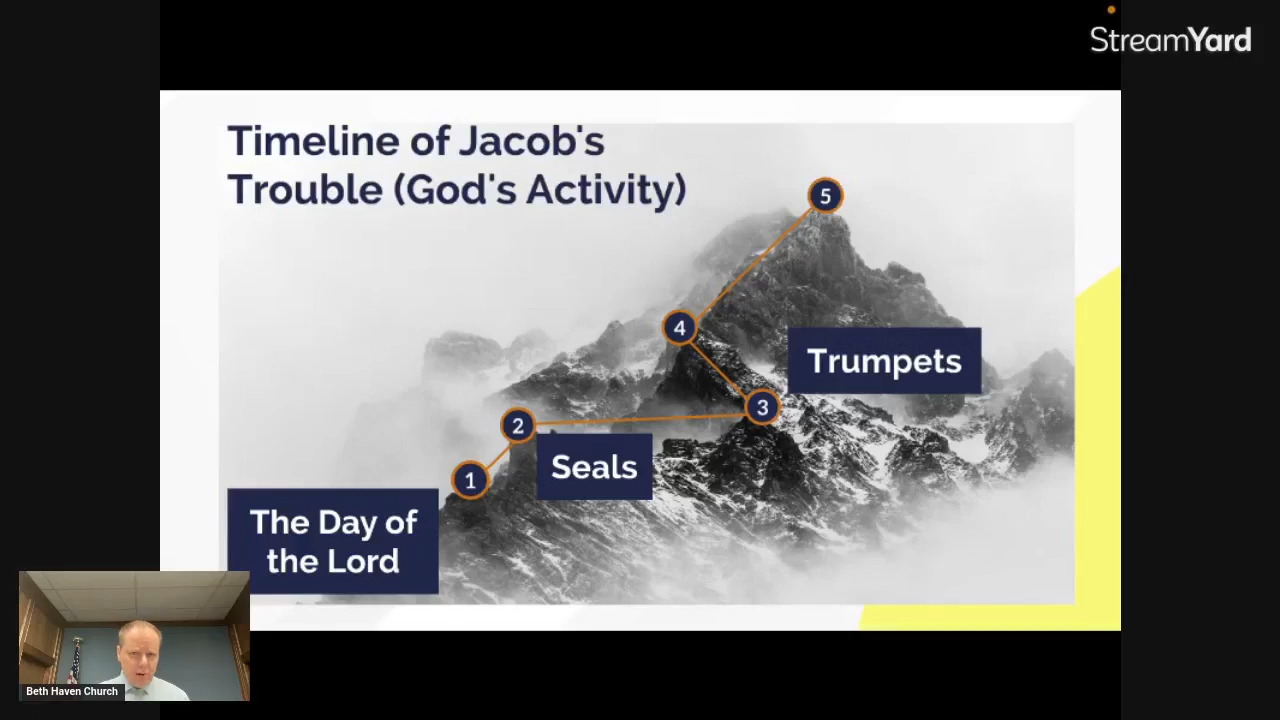 StreamYard
Timeline of Jacob's
Trouble (God's Activity)
5
4
Trumpets
3
2
Seals
1
The Day of
the Lord
Beth Haven Church